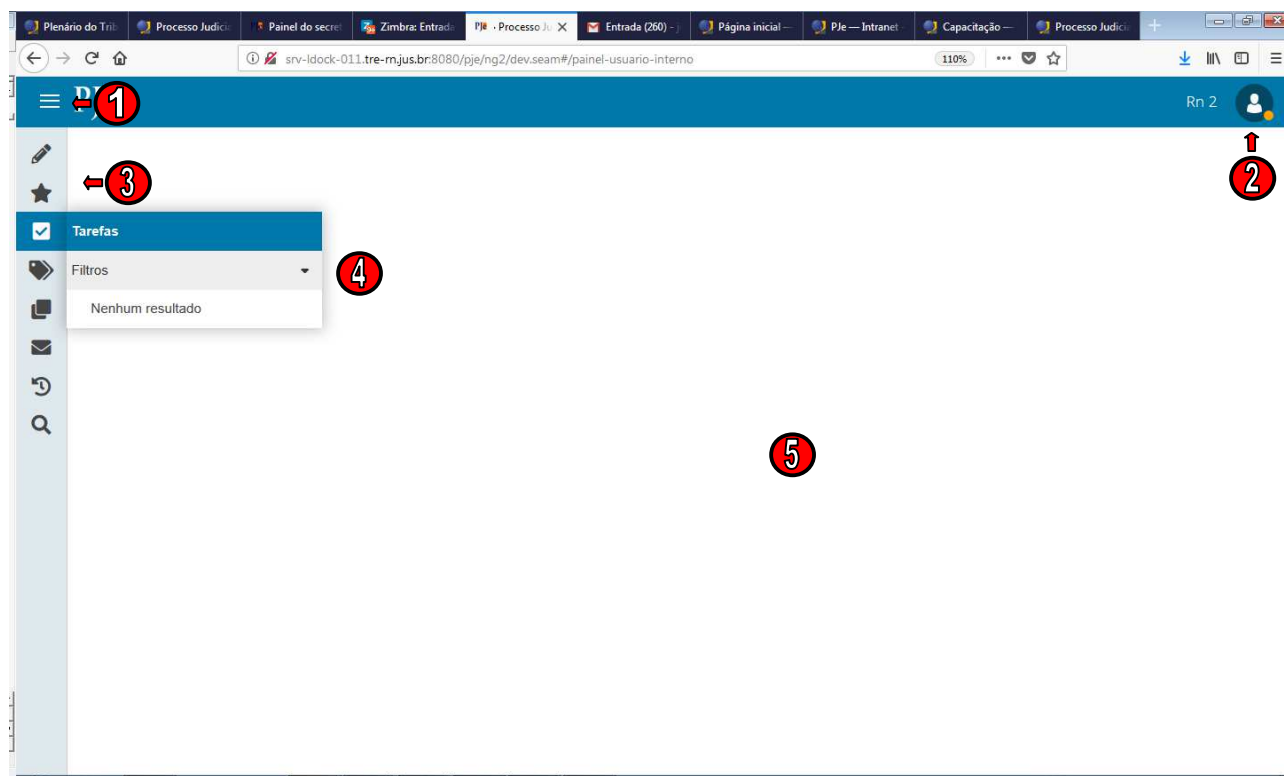 Plenário do Trib
Processo Judicia
Painel do secret
Zimbra: Entrada
PJe · Processo Ju
Entrada (260) - j
Página inicial —
PJe — Intranet -
Capacitação —
Processo Judicia
srv-ldock-011.tre-rn.jus.br:8080/pje/ng2/dev.seam#/painel-usuario-interno
110%
1
Rn 2
2
3
Tarefas
Filtros
4
Nenhum resultado
5